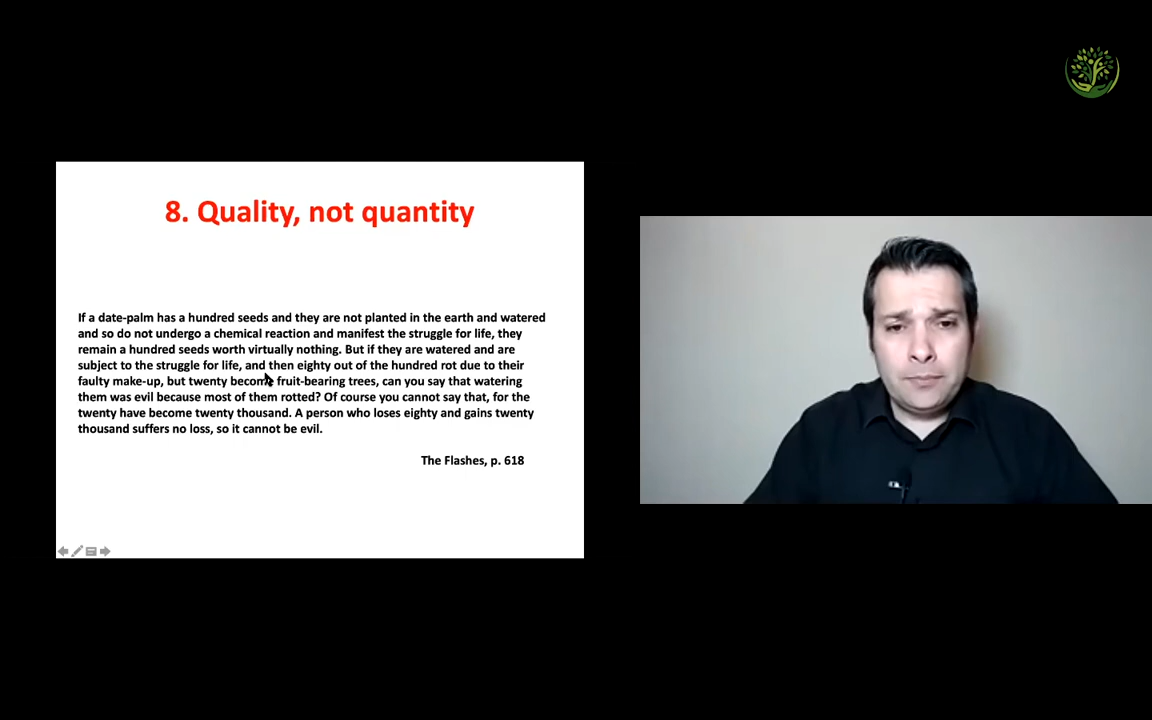 8. Quality, not quantity
If a date-palm has a hundred seeds and they are not planted in the earth and watered
and so do not undergo a chemical reaction and manifest the struggle for life, they
remain a hundred seeds worth virtually nothing. But if they are watered and are
subject to the struggle for life, and then eighty out of the hundred rot due to their
faulty make-up, but twenty become fruit-bearing trees, can you say that watering
them was evil because most of them rotted? Of course you cannot say that, for the
twenty have become twenty thousand. A person who loses eighty and gains twenty
thousand suffers no loss, so it cannot be evil.
The Flashes, p. 618